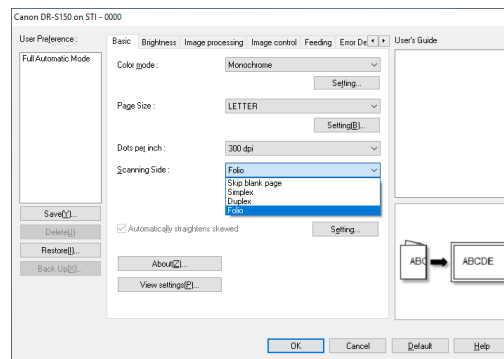 Canon DR-S150 on STI - 0000
User Preference :
Full Automatic Mode
Save(Y)...
Delete(J)
Restore(I)...
Back Up(X)...
Basic Brightness Image processing Image control Feeding Error De
Color mode : Monochrome
Setting...
Page Size : LETTER
Setting(B)...
Dots per inch : 300 dpi
Scanning Side : Folio
Skip blank page
Simplex
Duplex
Folio
Automatically straightens skewed
Setting...
About(Z)...
View settings(P)...
User's Guide
ABC ABCDE
OK Cancel Default Help